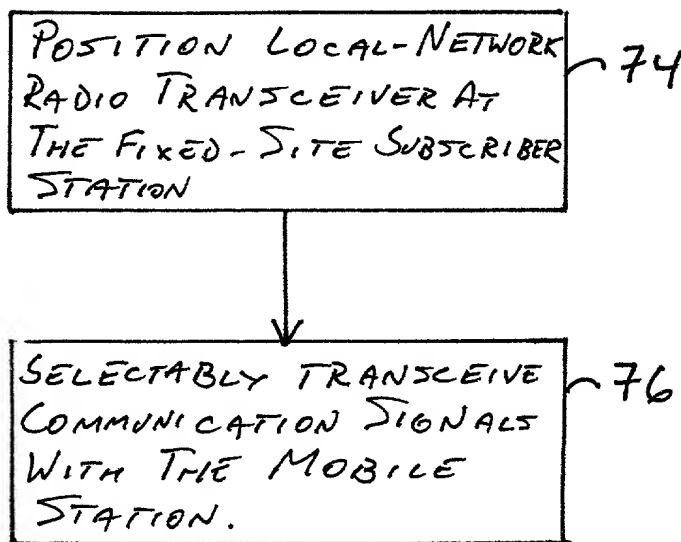 POSITION LOCAL-NETWORK
RADIO TRANSCEIVER AT
THE FIXED-SITE SUBSCRIBER
STATION
74
SELECTABLY TRANSCEIVE
COMMUNICATION SIGNALS
WITH THE MOBILE
STATION.
76